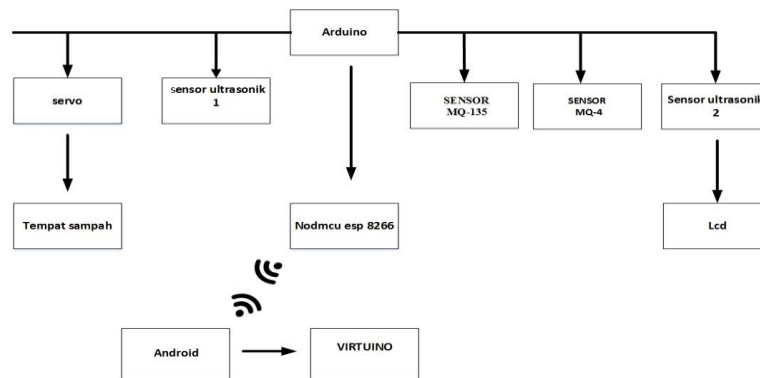 Arduino
servo
sensor ultrasonik
1
SENSOR
MQ-135
SENSOR
MQ-4
Sensor ultrasonik
2
Tempat sampah
Nodmcu esp 8266
Lcd
Android
VIRTUINO